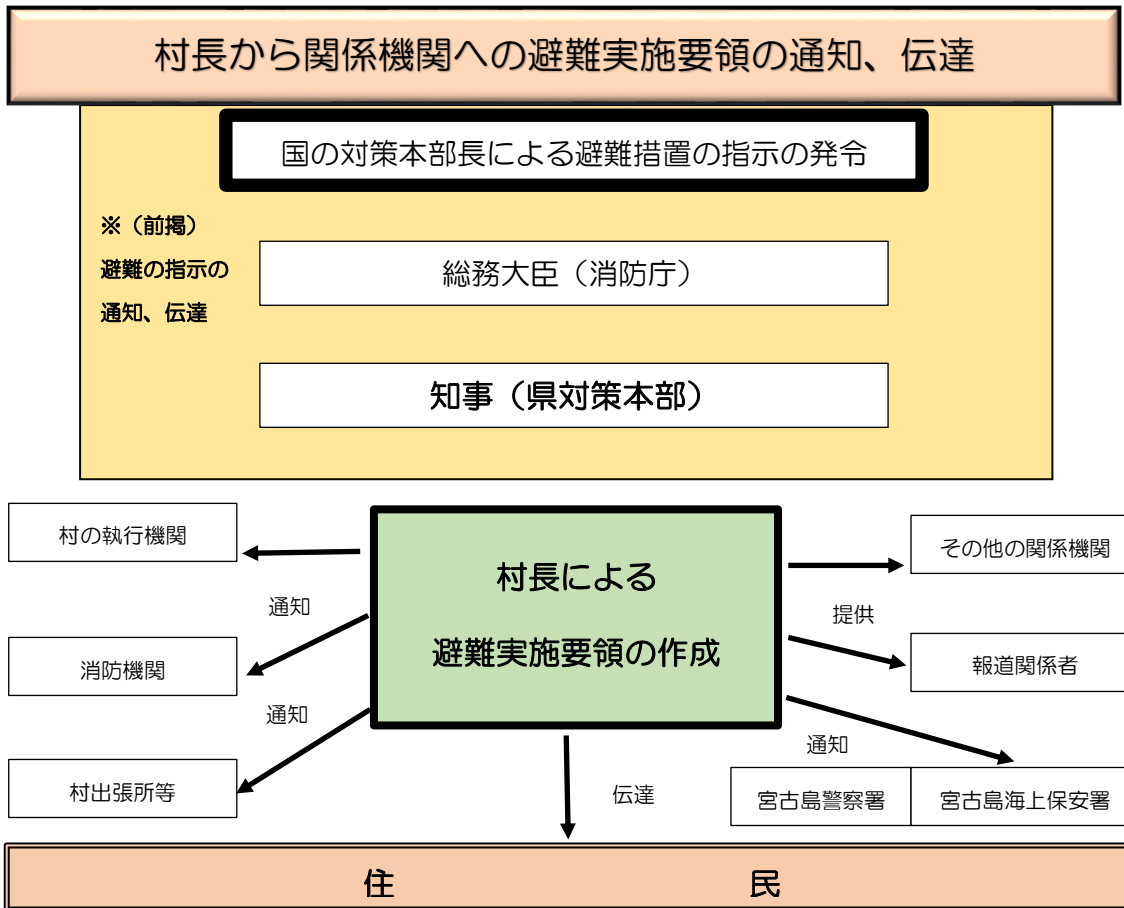 村長から関係機関への避難実施要領の通知、伝達
国の対策本部長による避難措置の指示の発令
※（前掲）
避難の指示の
通知、伝達
総務大臣（消防庁）
知事（県対策本部）
村の執行機関
村長による
避難実施要領の作成
その他の関係機関
通知
提供
消防機関
報道関係者
通知
通知
村出張所等
伝達
宮古島警察署
宮古島海上保安署
住　民